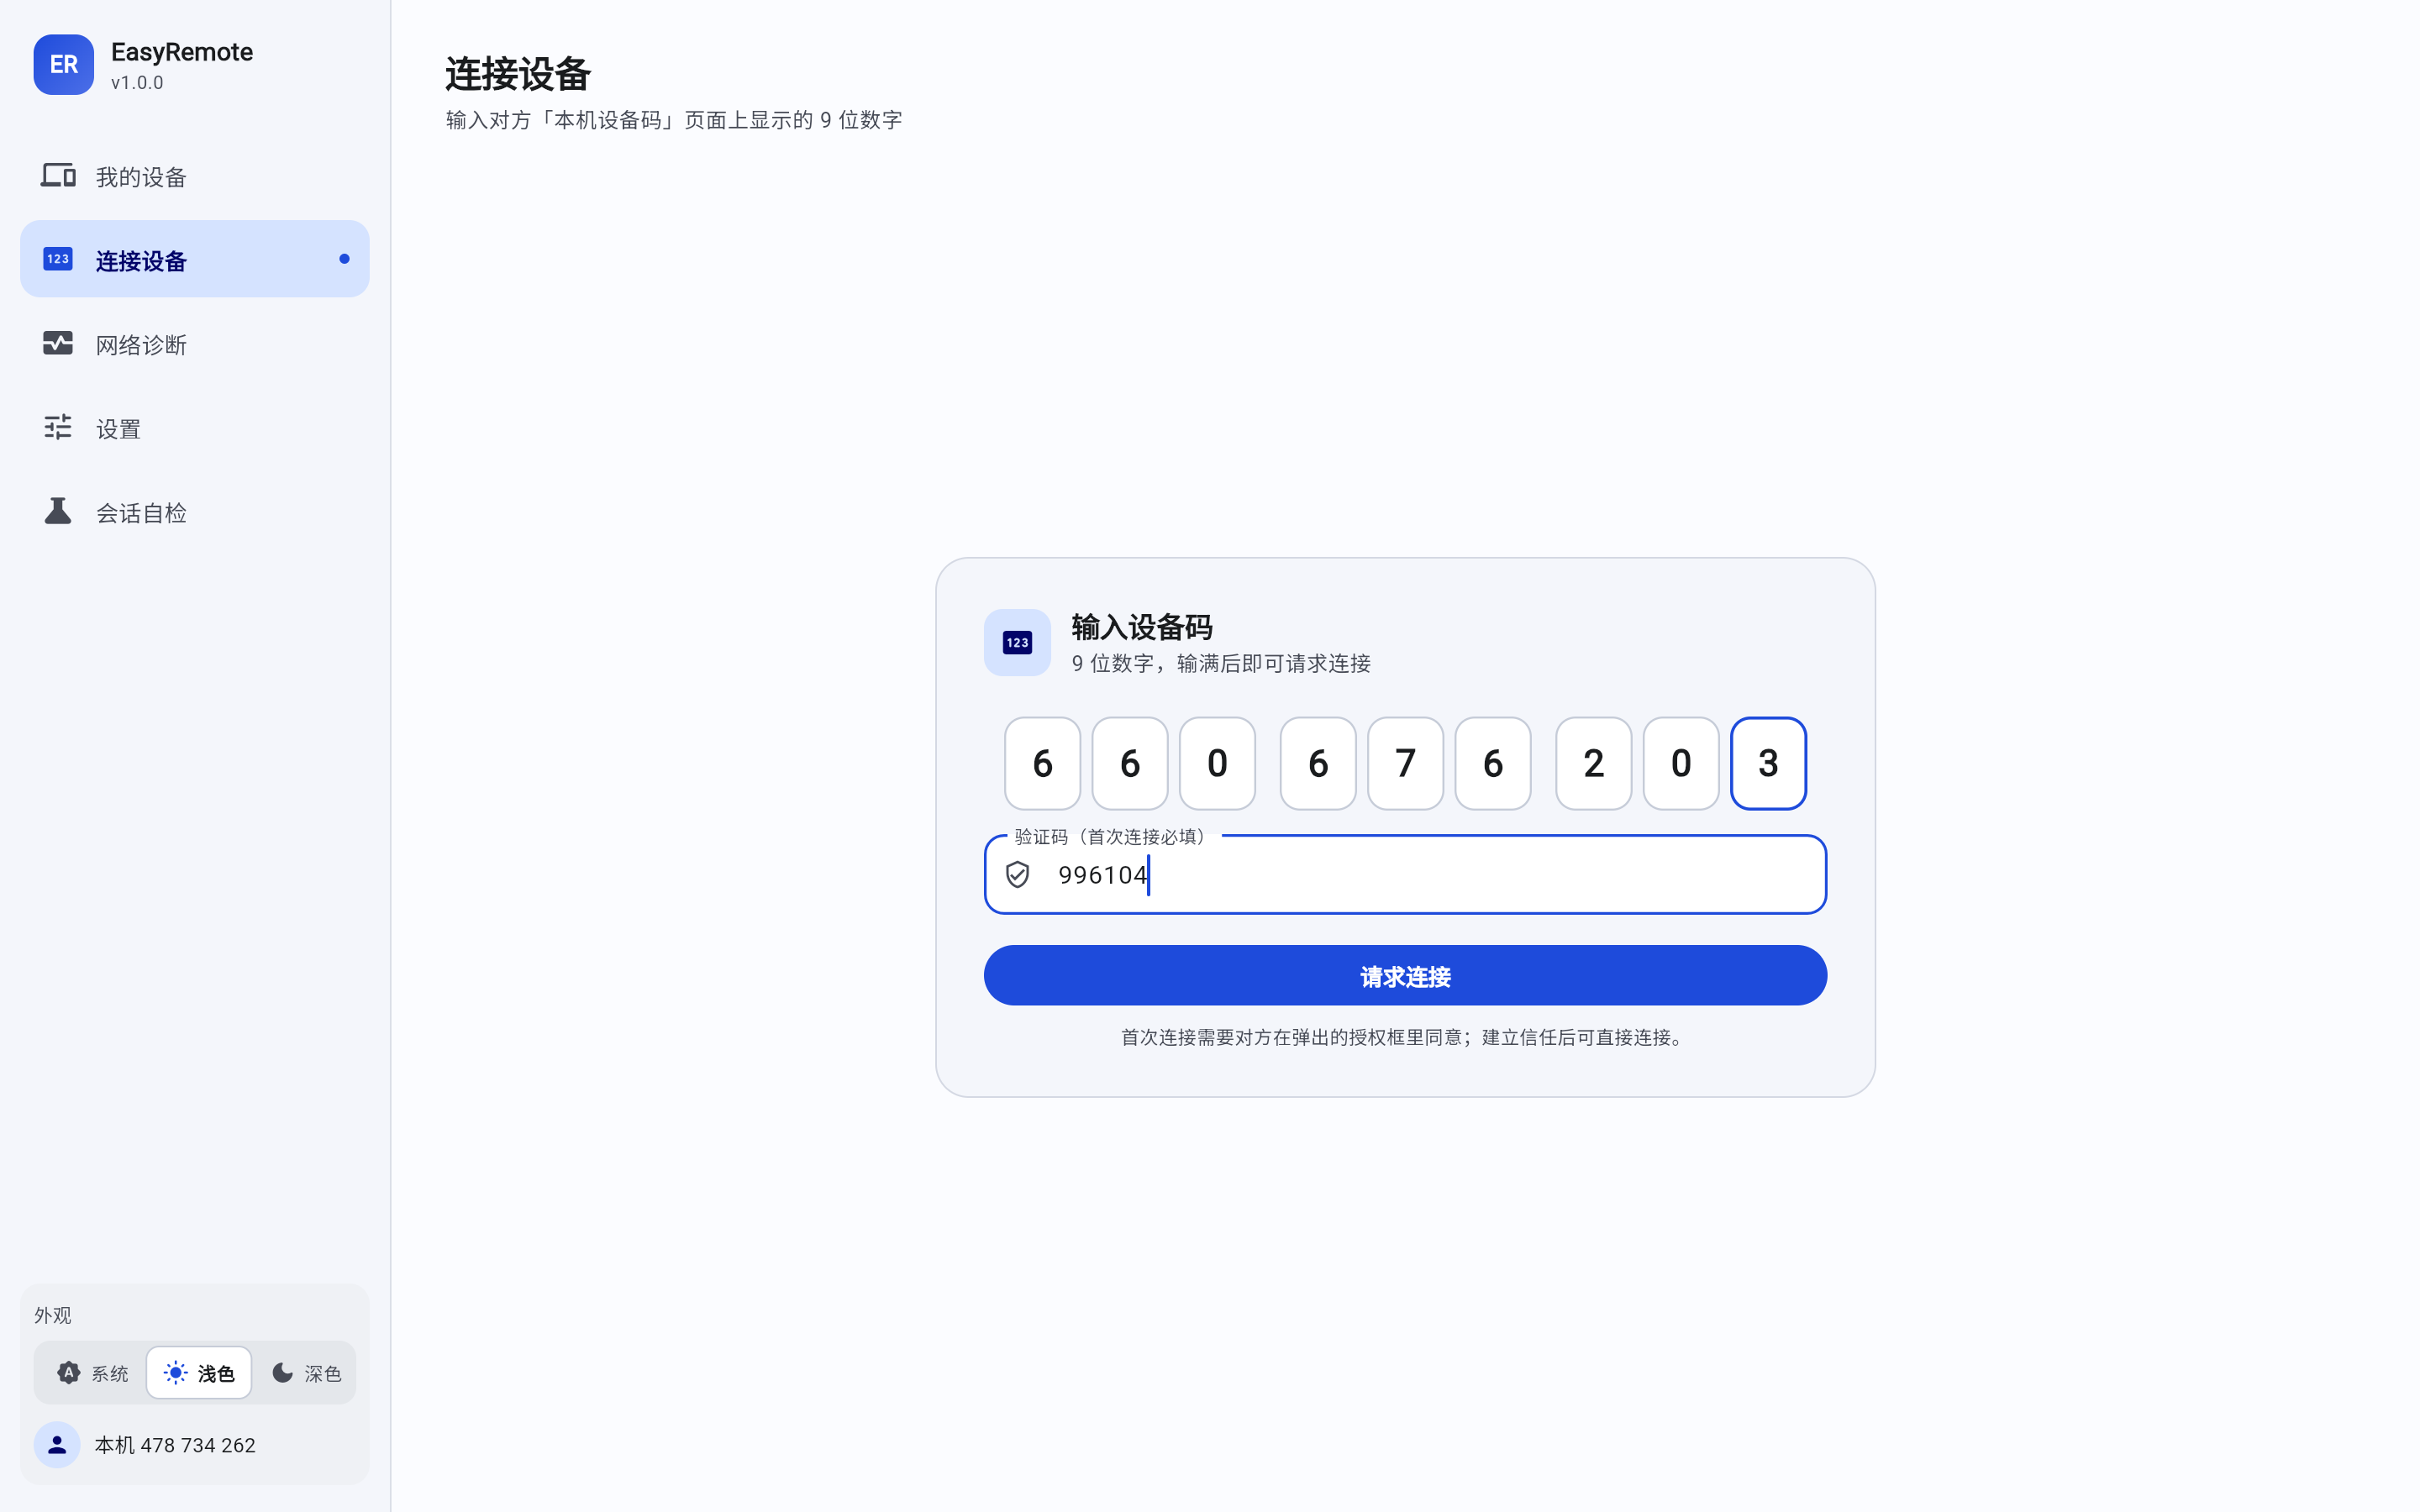 ER
EasyRemote
v1.0.0
我的设备
123
连接设备
网络诊断
设置
会话自检
外观
A 系统
浅色
深色
本机 478 734 262
连接设备
输入对方「本机设备码」页面上显示的 9 位数字
123
输入设备码
9 位数字，输满后即可请求连接
6 6 0 6 7 6 2 0 3
验证码（首次连接必填）
996104
请求连接
首次连接需要对方在弹出的授权框里同意；建立信任后可直接连接。